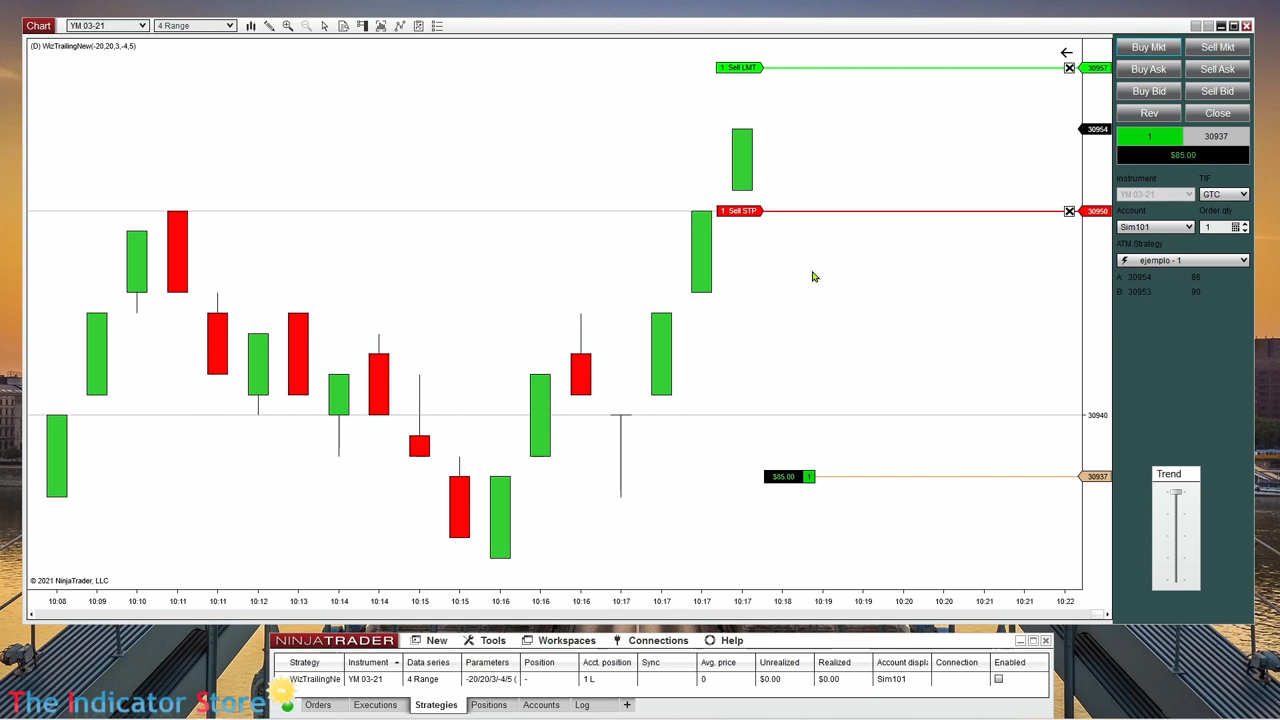 Chart YM 03-21 4 Range
(D) WizTrailingNew(-20,20,3,-4,5)
1 Sell LMT 30957
30954
1 Sell STP 30950
30940
$85.00 1 30937
© 2021 NinjaTrader, LLC
10:08 10:09 10:10 10:11 10:11 10:12 10:13 10:14 10:14 10:15 10:15 10:16 10:16 10:16 10:17 10:17 10:17 10:18 10:19 10:19 10:20 10:20 10:21 10:21 10:22
Buy Mkt Sell Mkt
Buy Ask Sell Ask
Buy Bid Sell Bid
Rev Close
1 30937
$85.00
Instrument TIF
YM 03-21 GTC
Account Order qty
Sim101 1
ATM Strategy
ejemplo - 1
A: 30954 86
B: 30953 90
Trend
NINJATRADER New Tools Workspaces Connections Help
Strategy Instrument Data series Parameters Position Acct. position Sync Avg. price Unrealized Realized Account displ: Connection Enabled
WizTrailingNe YM 03-21 4 Range -20/20/3/-4/5 ( - 1 L 0 $0.00 $0.00 Sim101
Orders Executions Strategies Positions Accounts Log +
The Indicator Store